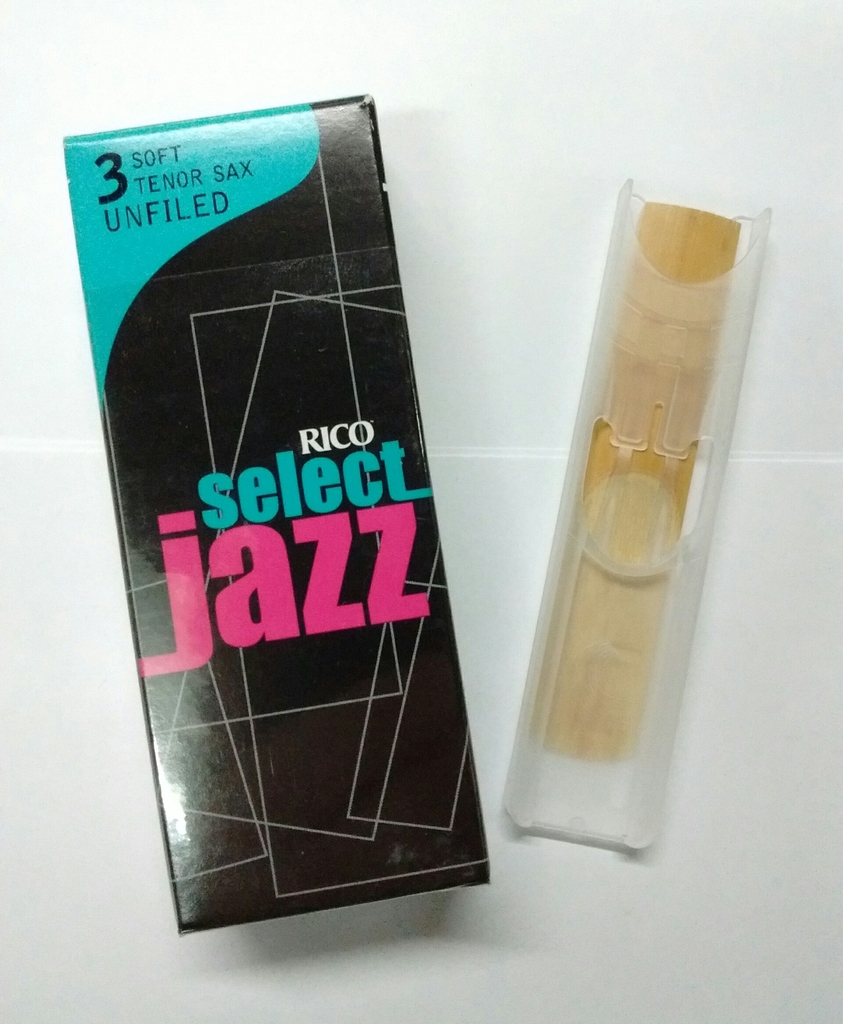 3 SOFT
TENOR SAX
UNFILED
RICO
select
jazz